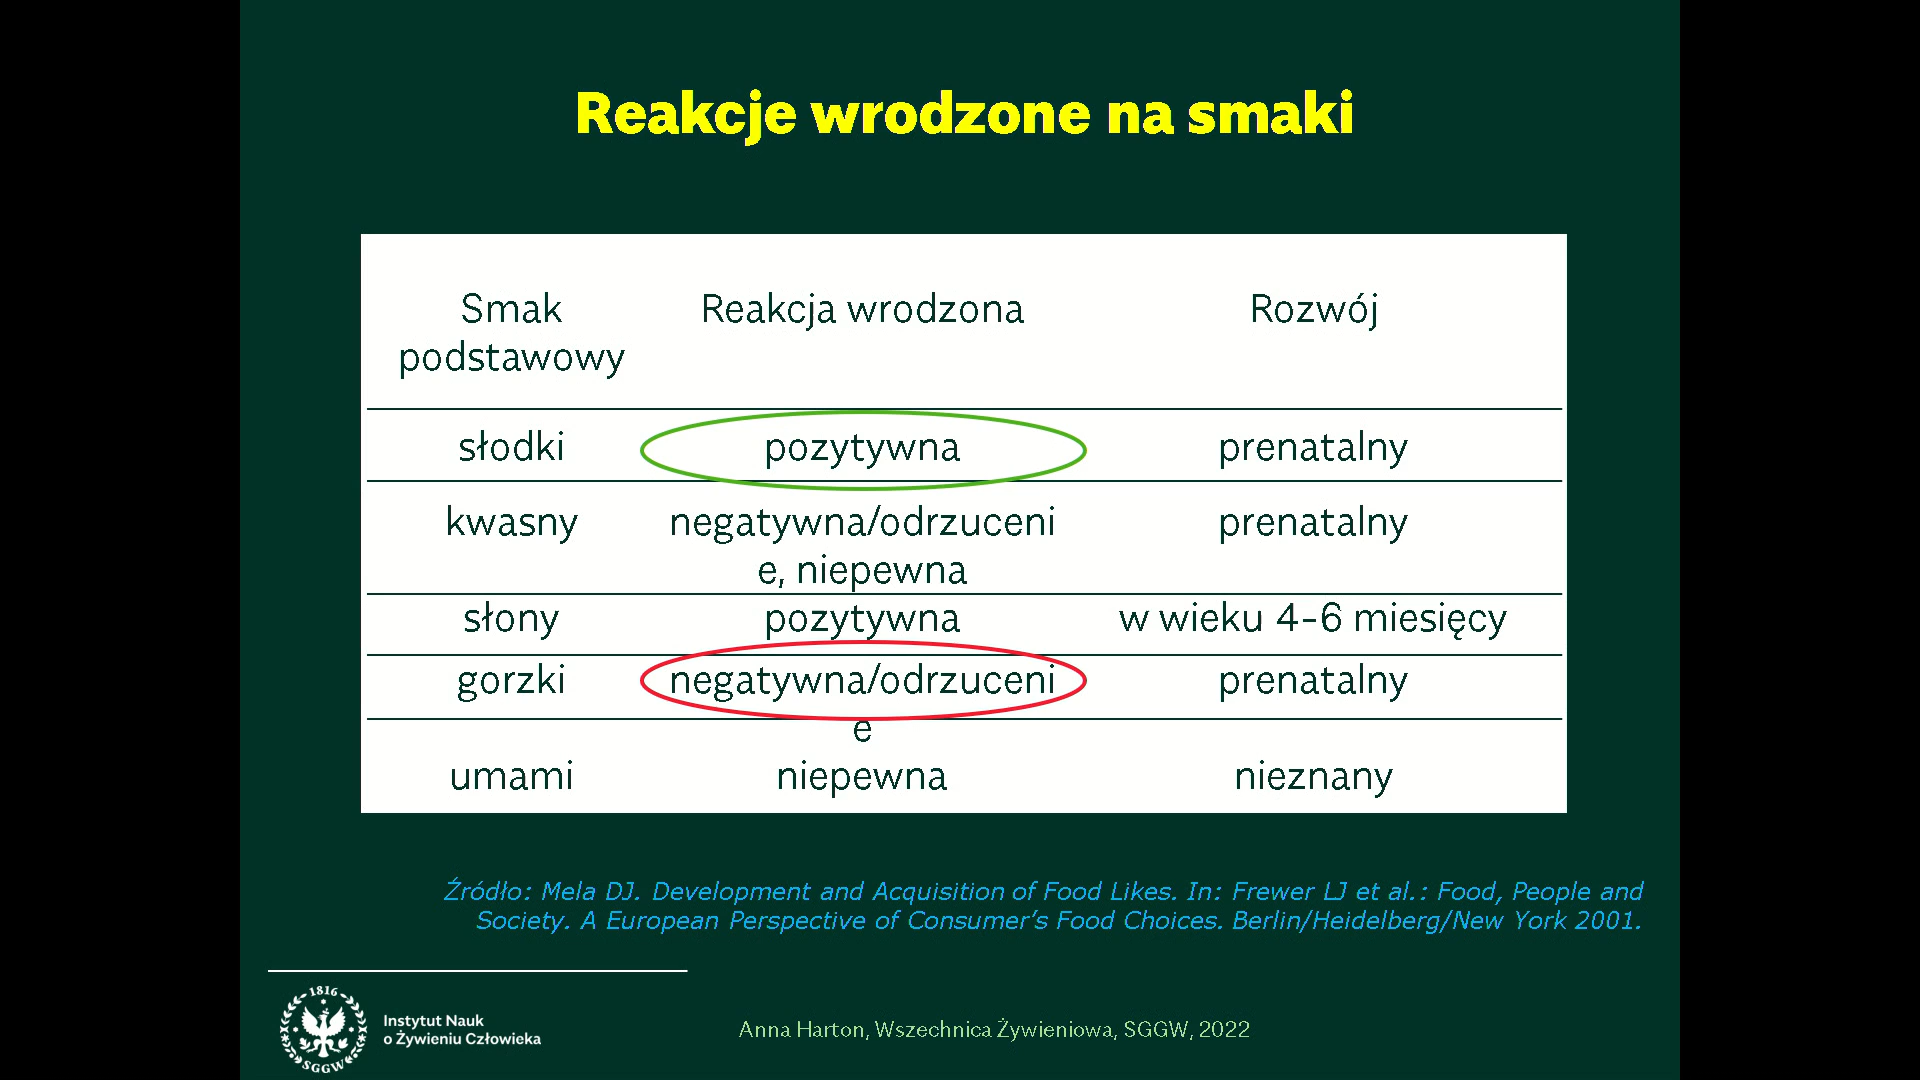 Reakcje wrodzone na smaki
Smak podstawowy Reakcja wrodzona Rozwój
słodki pozytywna prenatalny
kwasny negatywna/odrzuceni
e, niepewna prenatalny
słony pozytywna w wieku 4-6 miesięcy
gorzki negatywna/odrzuceni
e prenatalny
umami niepewna nieznany
Źródło: Mela DJ. Development and Acquisition of Food Likes. In: Frewer LJ et al.: Food, People and
Society. A European Perspective of Consumer's Food Choices. Berlin/Heidelberg/New York 2001.
1816
SGGW
Instytut Nauk
o Żywieniu Człowieka
Anna Harton, Wszechnica Żywieniowa, SGGW, 2022